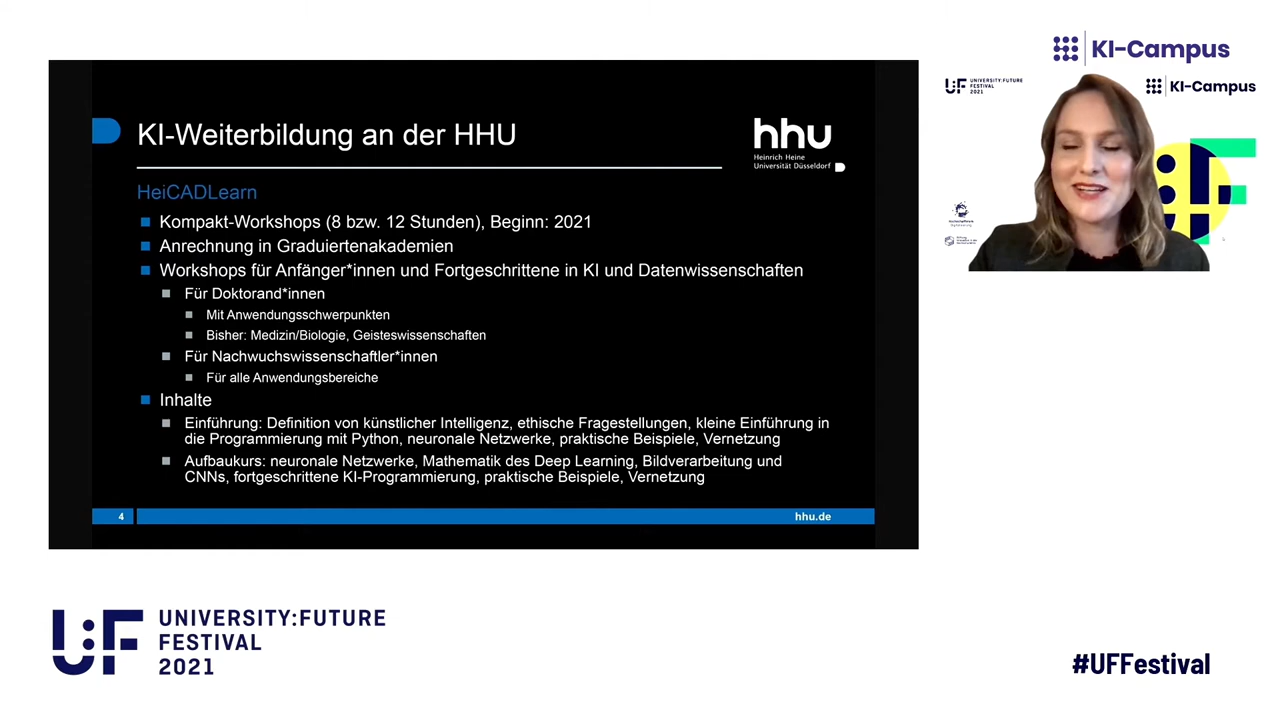 KI-Campus
UNIVERSITY:FUTURE
FESTIVAL
2021
KI-Campus
KI-Weiterbildung an der HHU
hhu
Heinrich Heine
Universität Düsseldorf
HeiCADLearn
Kompakt-Workshops (8 bzw. 12 Stunden), Beginn: 2021
Anrechnung in Graduiertenakademien
Workshops für Anfänger*innen und Fortgeschrittene in KI und Datenwissenschaften
Für Doktorand*innen
Mit Anwendungsschwerpunkten
Bisher: Medizin/Biologie, Geisteswissenschaften
Für Nachwuchswissenschaftler*innen
Für alle Anwendungsbereiche
Inhalte
Einführung: Definition von künstlicher Intelligenz, ethische Fragestellungen, kleine Einführung in
die Programmierung mit Python, neuronale Netzwerke, praktische Beispiele, Vernetzung
Aufbaukurs: neuronale Netzwerke, Mathematik des Deep Learning, Bildverarbeitung und
CNNs, fortgeschrittene KI-Programmierung, praktische Beispiele, Vernetzung
4
hhu.de
U:F UNIVERSITY:FUTURE
FESTIVAL
2021
#UFFestival